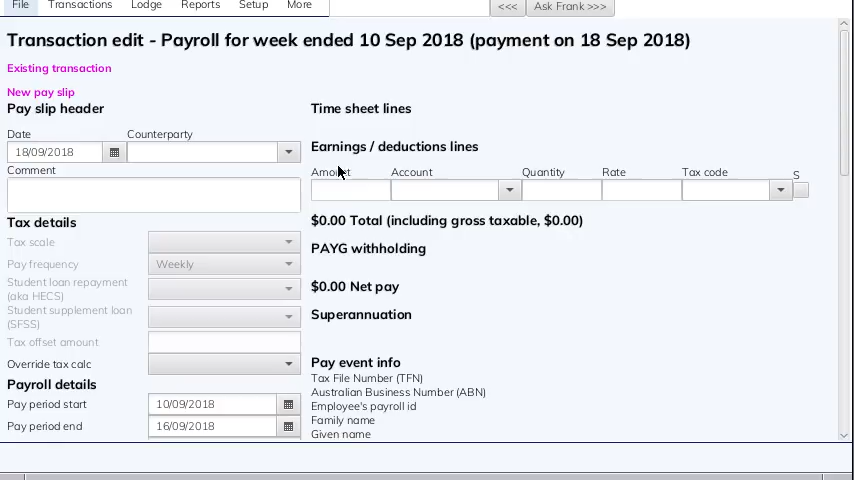 File Transactions Lodge Reports Setup More <<< Ask Frank >>>
Transaction edit - Payroll for week ended 10 Sep 2018 (payment on 18 Sep 2018)
Existing transaction
New pay slip
Pay slip header
Date Counterparty
18/09/2018
Comment
Tax details
Tax scale
Pay frequency Weekly
Student loan repayment
(aka HECS)
Student supplement loan
(SFSS)
Tax offset amount
Override tax calc
Payroll details
Pay period start 10/09/2018
Pay period end 16/09/2018
Time sheet lines
Earnings / deductions lines
Amount Account Quantity Rate Tax code S
$0.00 Total (including gross taxable, $0.00)
PAYG withholding
$0.00 Net pay
Superannuation
Pay event info
Tax File Number (TFN)
Australian Business Number (ABN)
Employee's payroll id
Family name
Given name